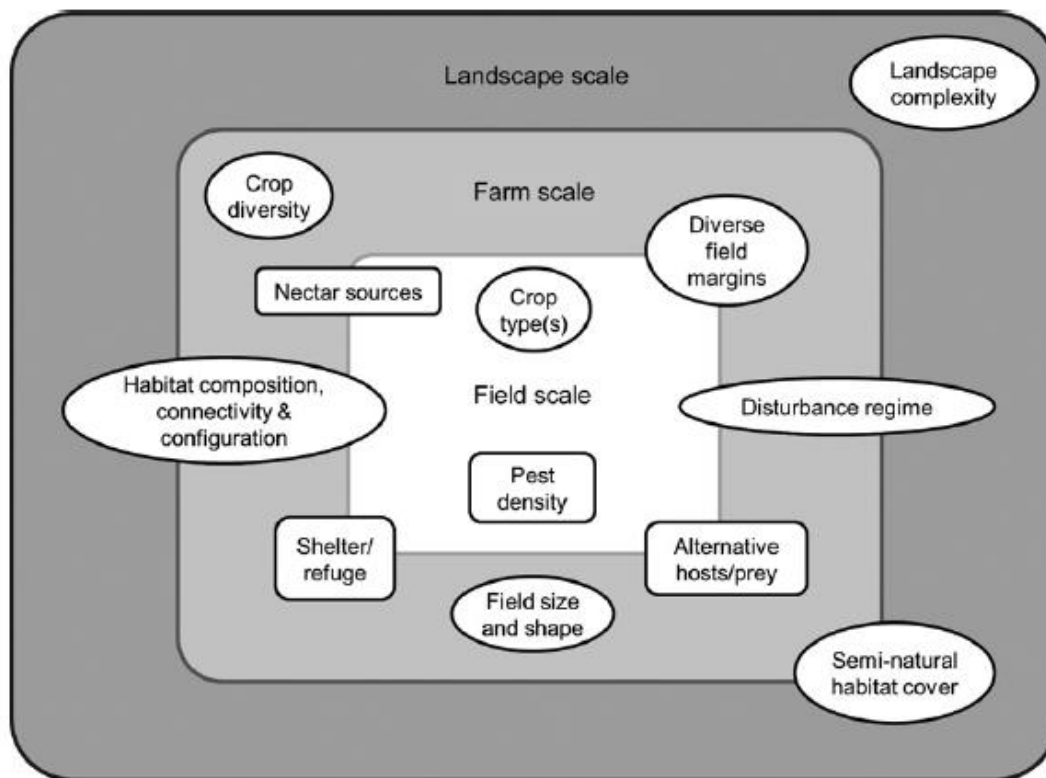 Landscape scale
Landscape
complexity
Crop
diversity
Farm scale
Diverse
field
margins
Nectar sources
Crop
type(s)
Habitat composition,
connectivity &
configuration
Field scale
Disturbance regime
Pest
density
Shelter/
refuge
Alternative
hosts/prey
Field size
and shape
Semi-natural
habitat cover